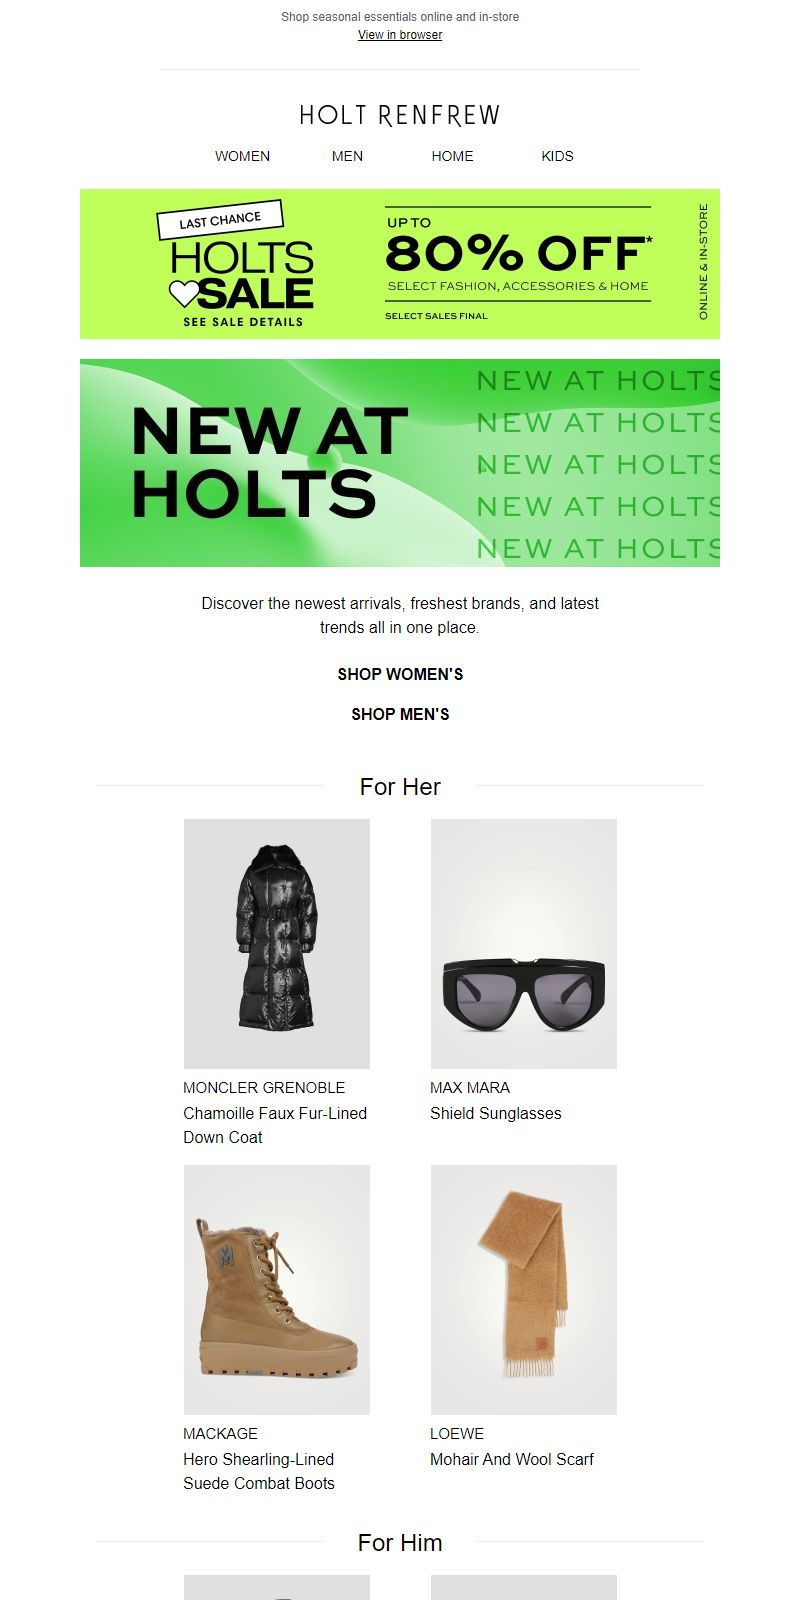 Shop seasonal essentials online and in-store
View in browser
HOLT RENFREW
WOMEN MEN HOME KIDS
LAST CHANCE
HOLTS
SALE
SEE SALE DETAILS
UP TO
80% OFF*
SELECT FASHION, ACCESSORIES & HOME
SELECT SALES FINAL
ONLINE & IN-STORE
NEW AT
HOLTS
NEW AT HOLTS
NEW AT HOLTS
NEW AT HOLTS
NEW AT HOLTS
NEW AT HOLTS
Discover the newest arrivals, freshest brands, and latest
trends all in one place.
SHOP WOMEN'S
SHOP MEN'S
For Her
MONCLER GRENOBLE
Chamoille Faux Fur-Lined
Down Coat
MAX MARA
Shield Sunglasses
MACKAGE
Hero Shearling-Lined
Suede Combat Boots
LOEWE
Mohair And Wool Scarf
For Him